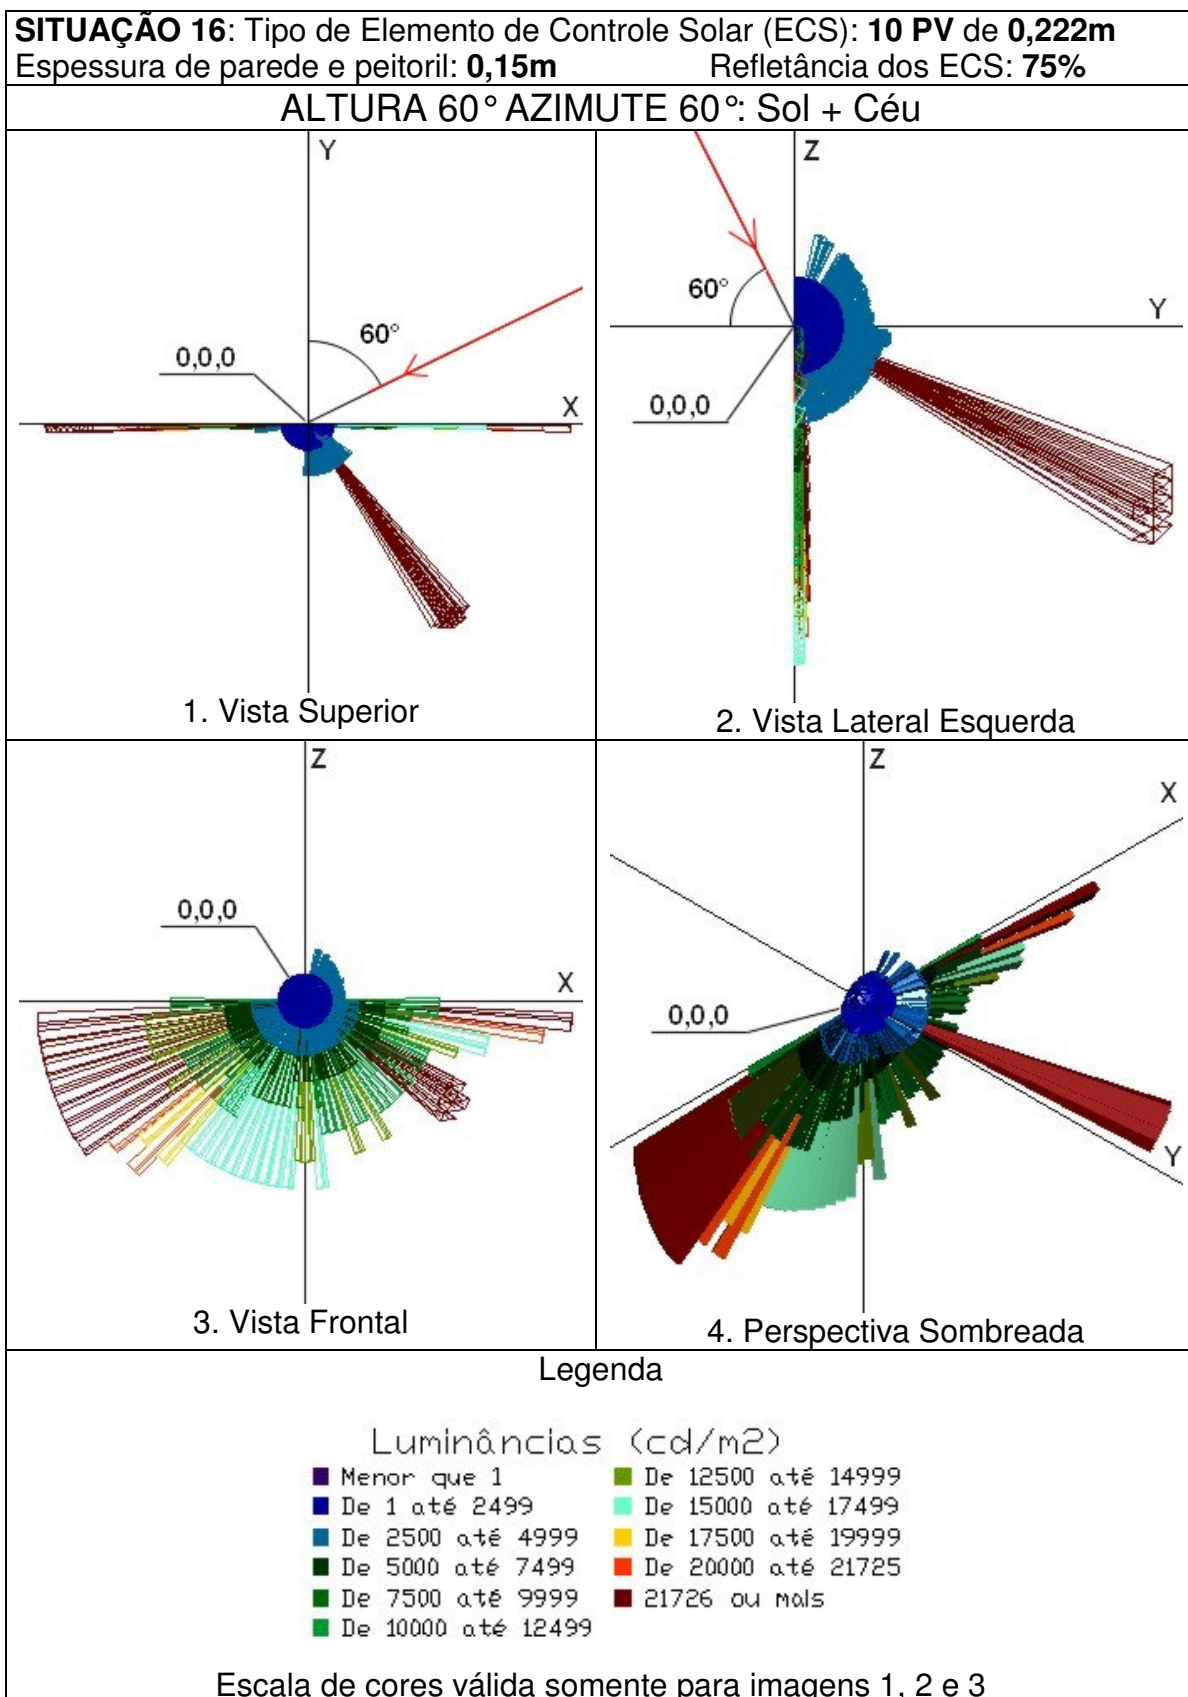 SITUAÇÃO 16: Tipo de Elemento de Controle Solar (ECS): 10 PV de 0,222m
Espessura de parede e peitoril: 0,15m Refletância dos ECS: 75%
ALTURA 60° AZIMUTE 60°: Sol + Céu
Y
60°
0,0,0
X
1. Vista Superior
Z
60°
Y
0,0,0
2. Vista Lateral Esquerda
Z
0,0,0
X
3. Vista Frontal
Z
X
0,0,0
Y
4. Perspectiva Sombreada
Legenda
Luminâncias (cd/m2)
Menor que 1
De 1 até 2499
De 2500 até 4999
De 5000 até 7499
De 7500 até 9999
De 10000 até 12499
De 12500 até 14999
De 15000 até 17499
De 17500 até 19999
De 20000 até 21725
21726 ou mais
Escala de cores válida somente para imagens 1, 2 e 3